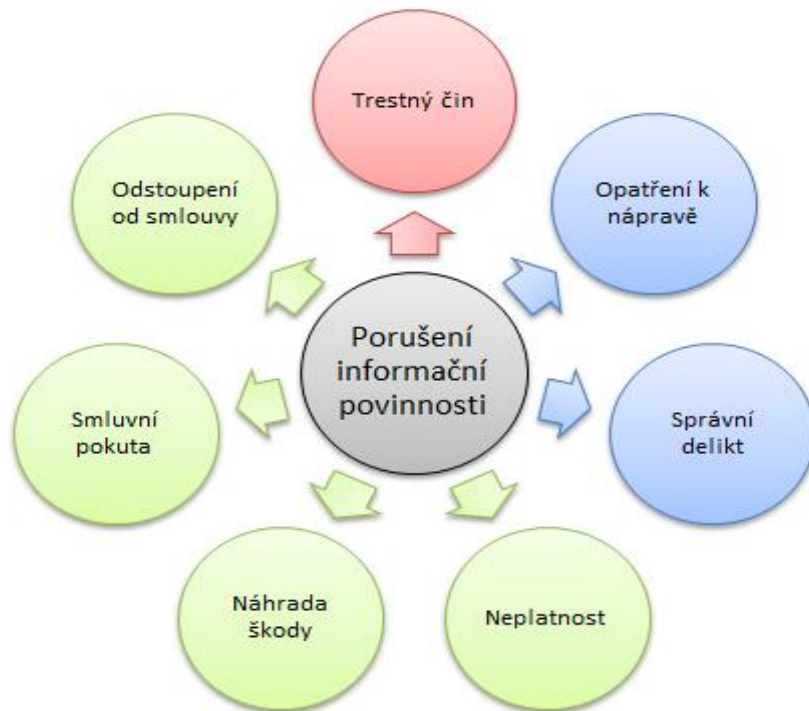 Trestný čin
Odstoupení
od smlouvy
Opatření k
nápravě
Porušení
informační
povinnosti
Smluvní
pokuta
Správní
delikt
Náhrada
škody
Neplatnost